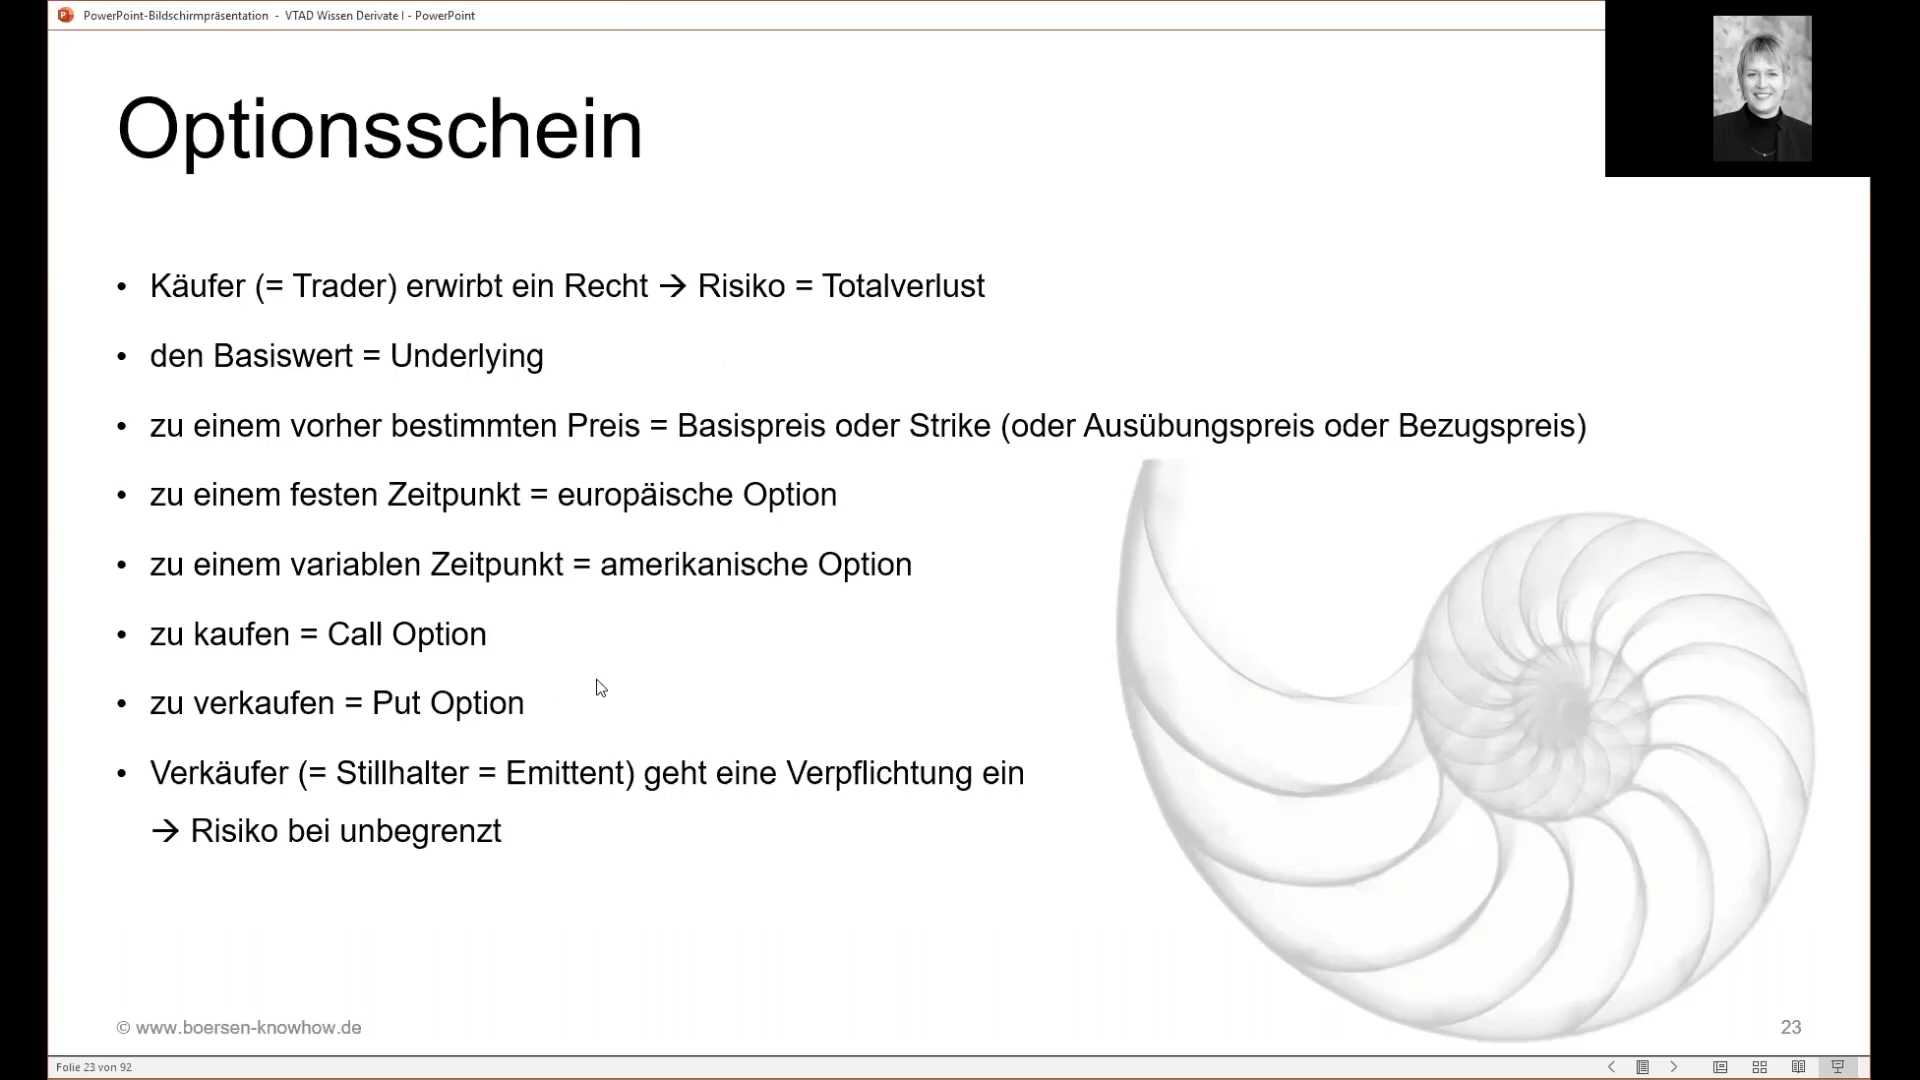 PowerPoint-Bildschirmpräsentation - VTAD Wissen Derivate I - PowerPoint
Optionsschein
• Käufer (= Trader) erwirbt ein Recht → Risiko = Totalverlust
• den Basiswert = Underlying
• zu einem vorher bestimmten Preis = Basispreis oder Strike (oder Ausübungspreis oder Bezugspreis)
• zu einem festen Zeitpunkt = europäische Option
• zu einem variablen Zeitpunkt = amerikanische Option
• zu kaufen = Call Option
• zu verkaufen = Put Option
• Verkäufer (= Stillhalter = Emittent) geht eine Verpflichtung ein
→ Risiko bei unbegrenzt
© www.boersen-knowhow.de
23
Folie 23 von 92